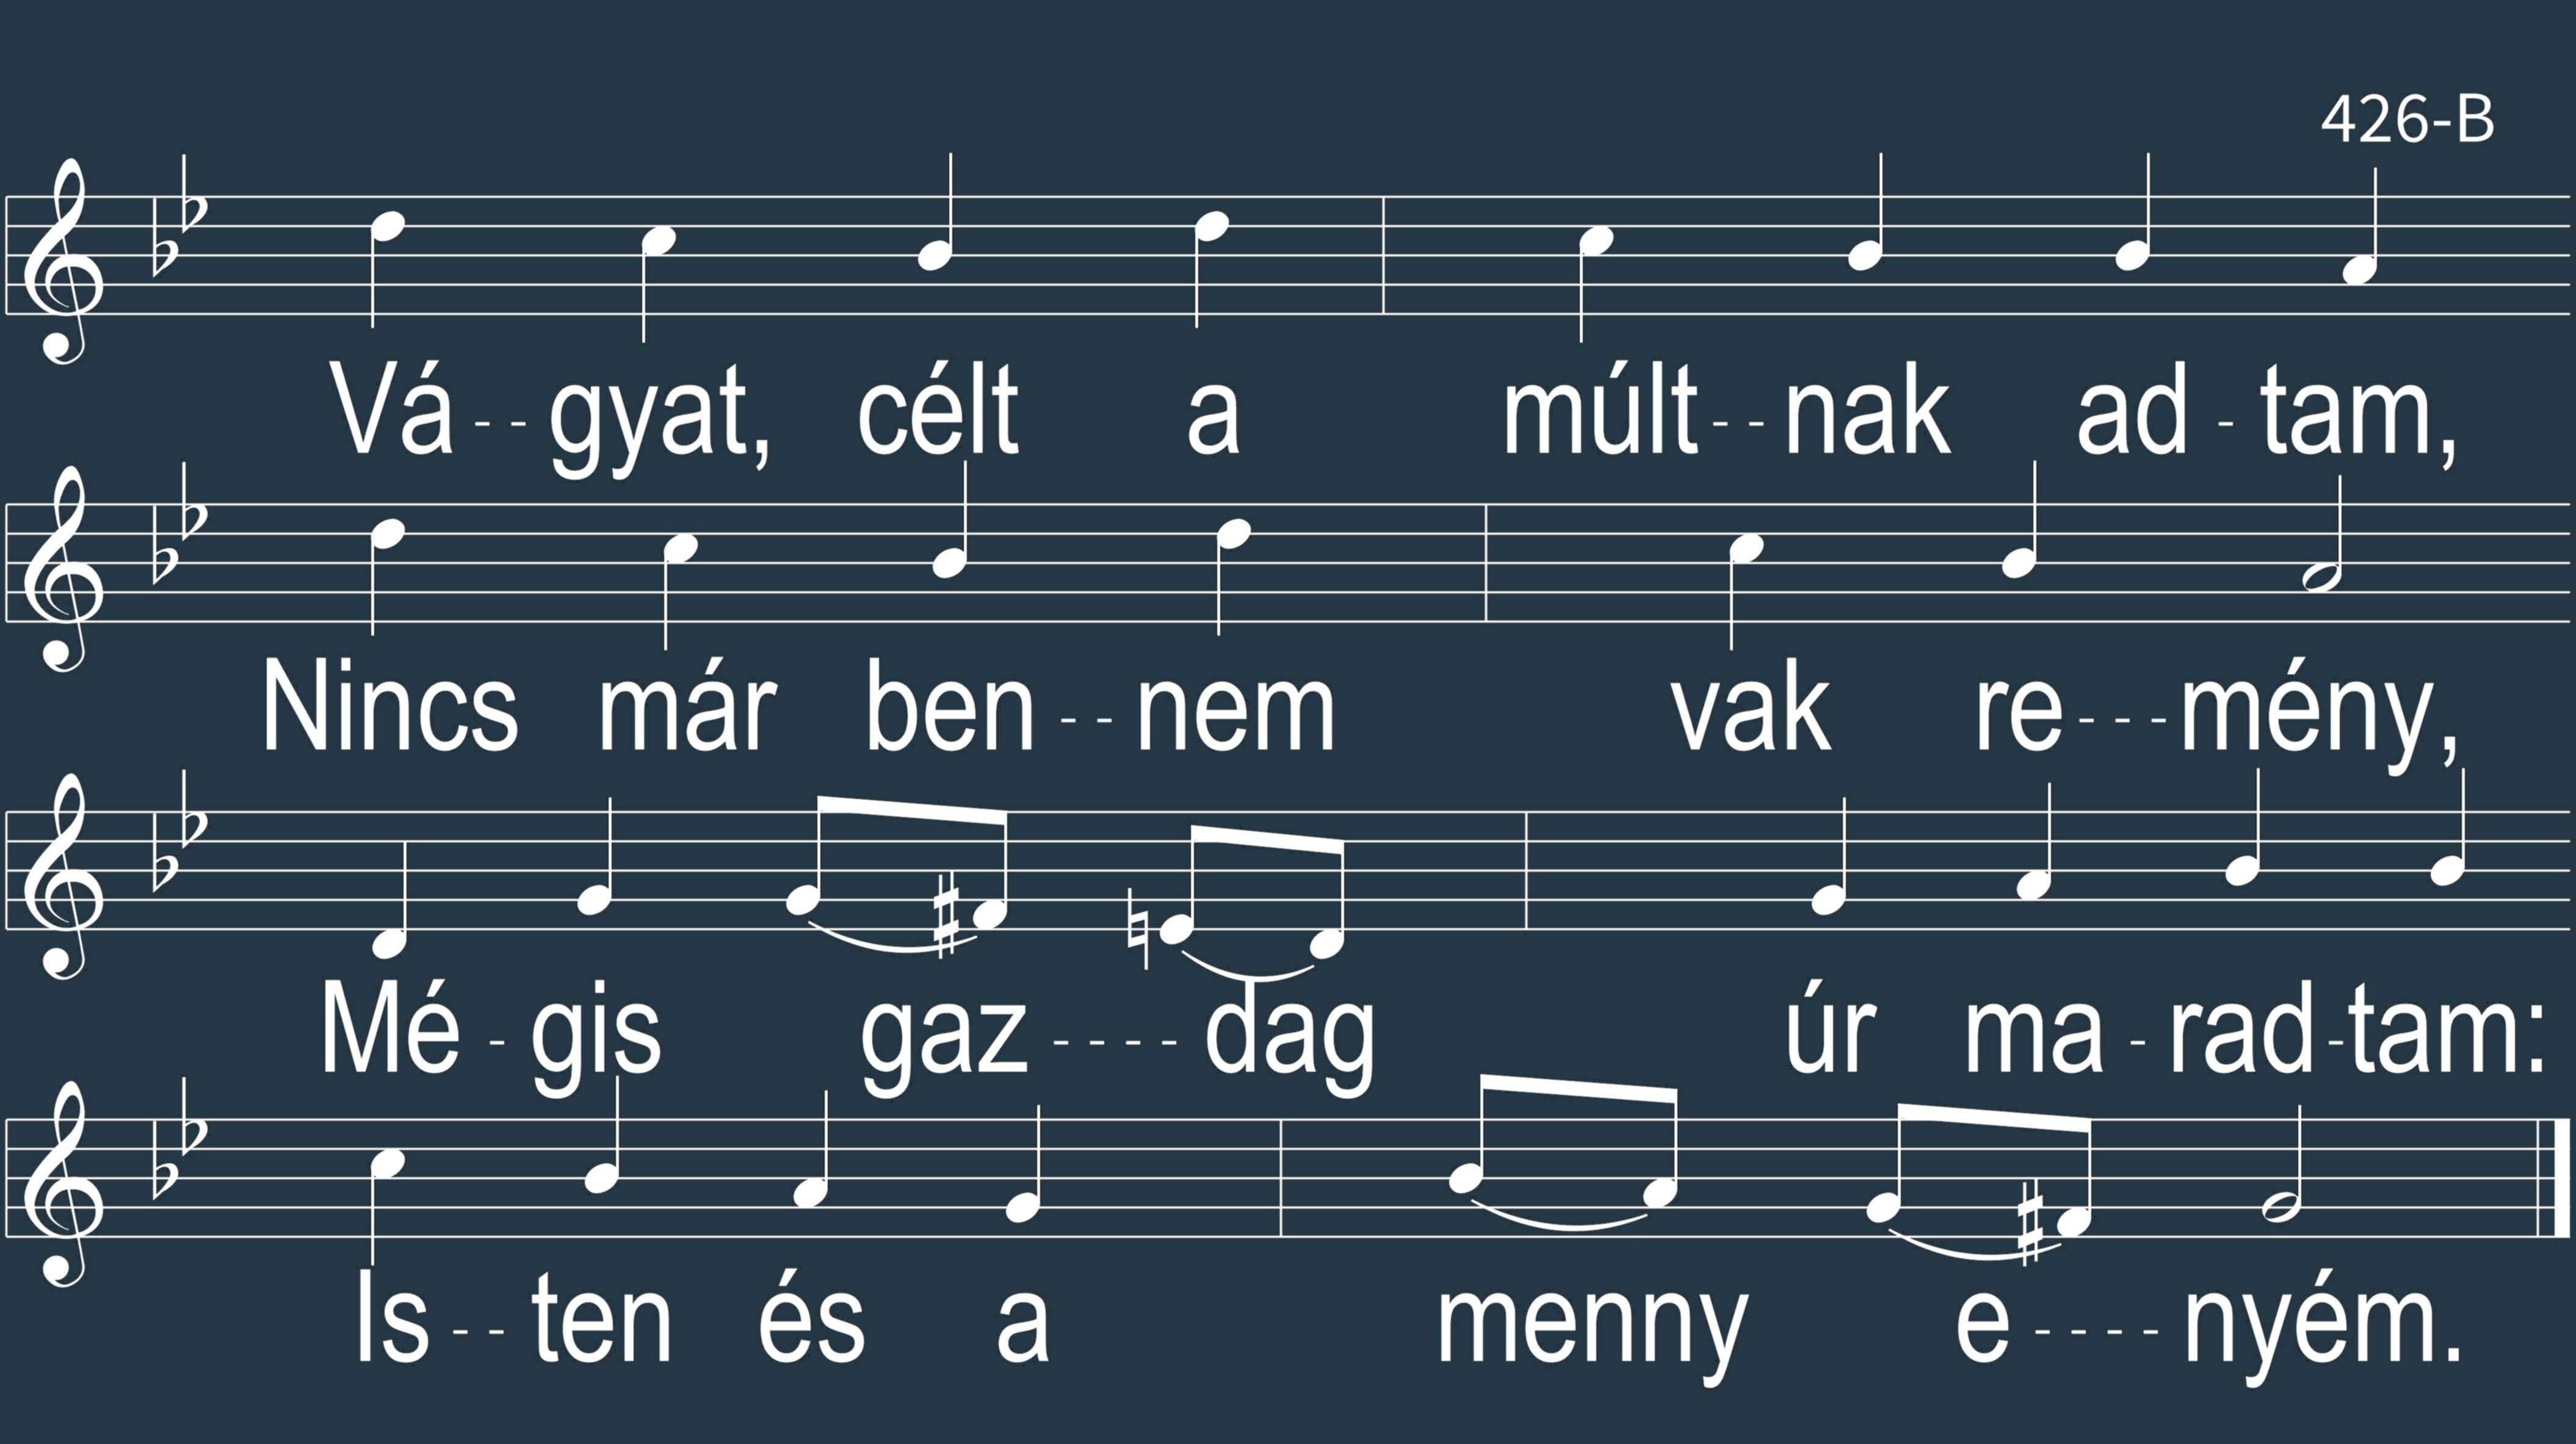 426-B
Vá--gyat, célt a múlt--nak ad-tam,
Nincs már ben--nem vak re---mény,
Mé-gis gaz----dag úr ma-rad-tam:
Is--ten és a menny e----nyém.